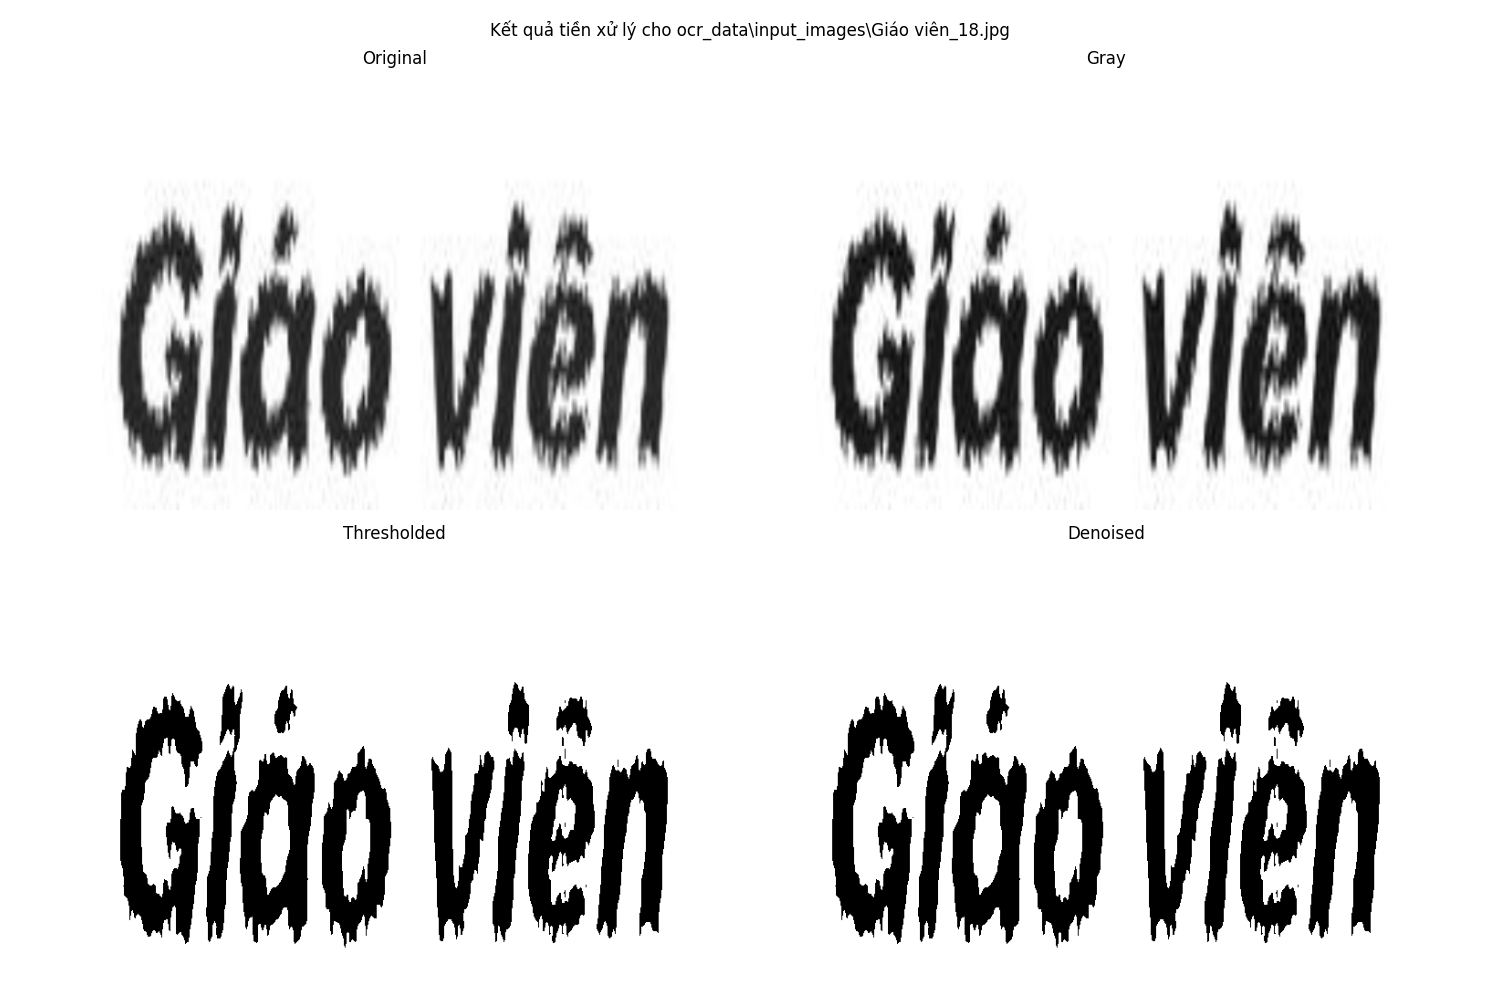 Kết quả tiền xử lý cho ocr_data\input_images\Giáo viên_18.jpg
Original
Gray
Giáo viên
Giáo viên
Thresholded
Denoised
Giáo viên
Giáo viên